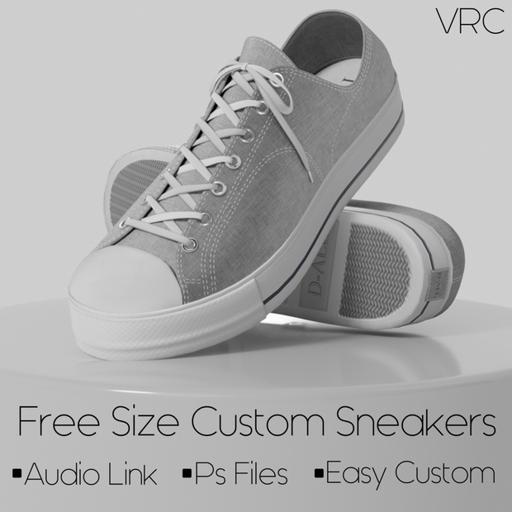 VRC
Free Size Custom Sneakers
▪Audio Link ▪Ps Files ▪Easy Custom